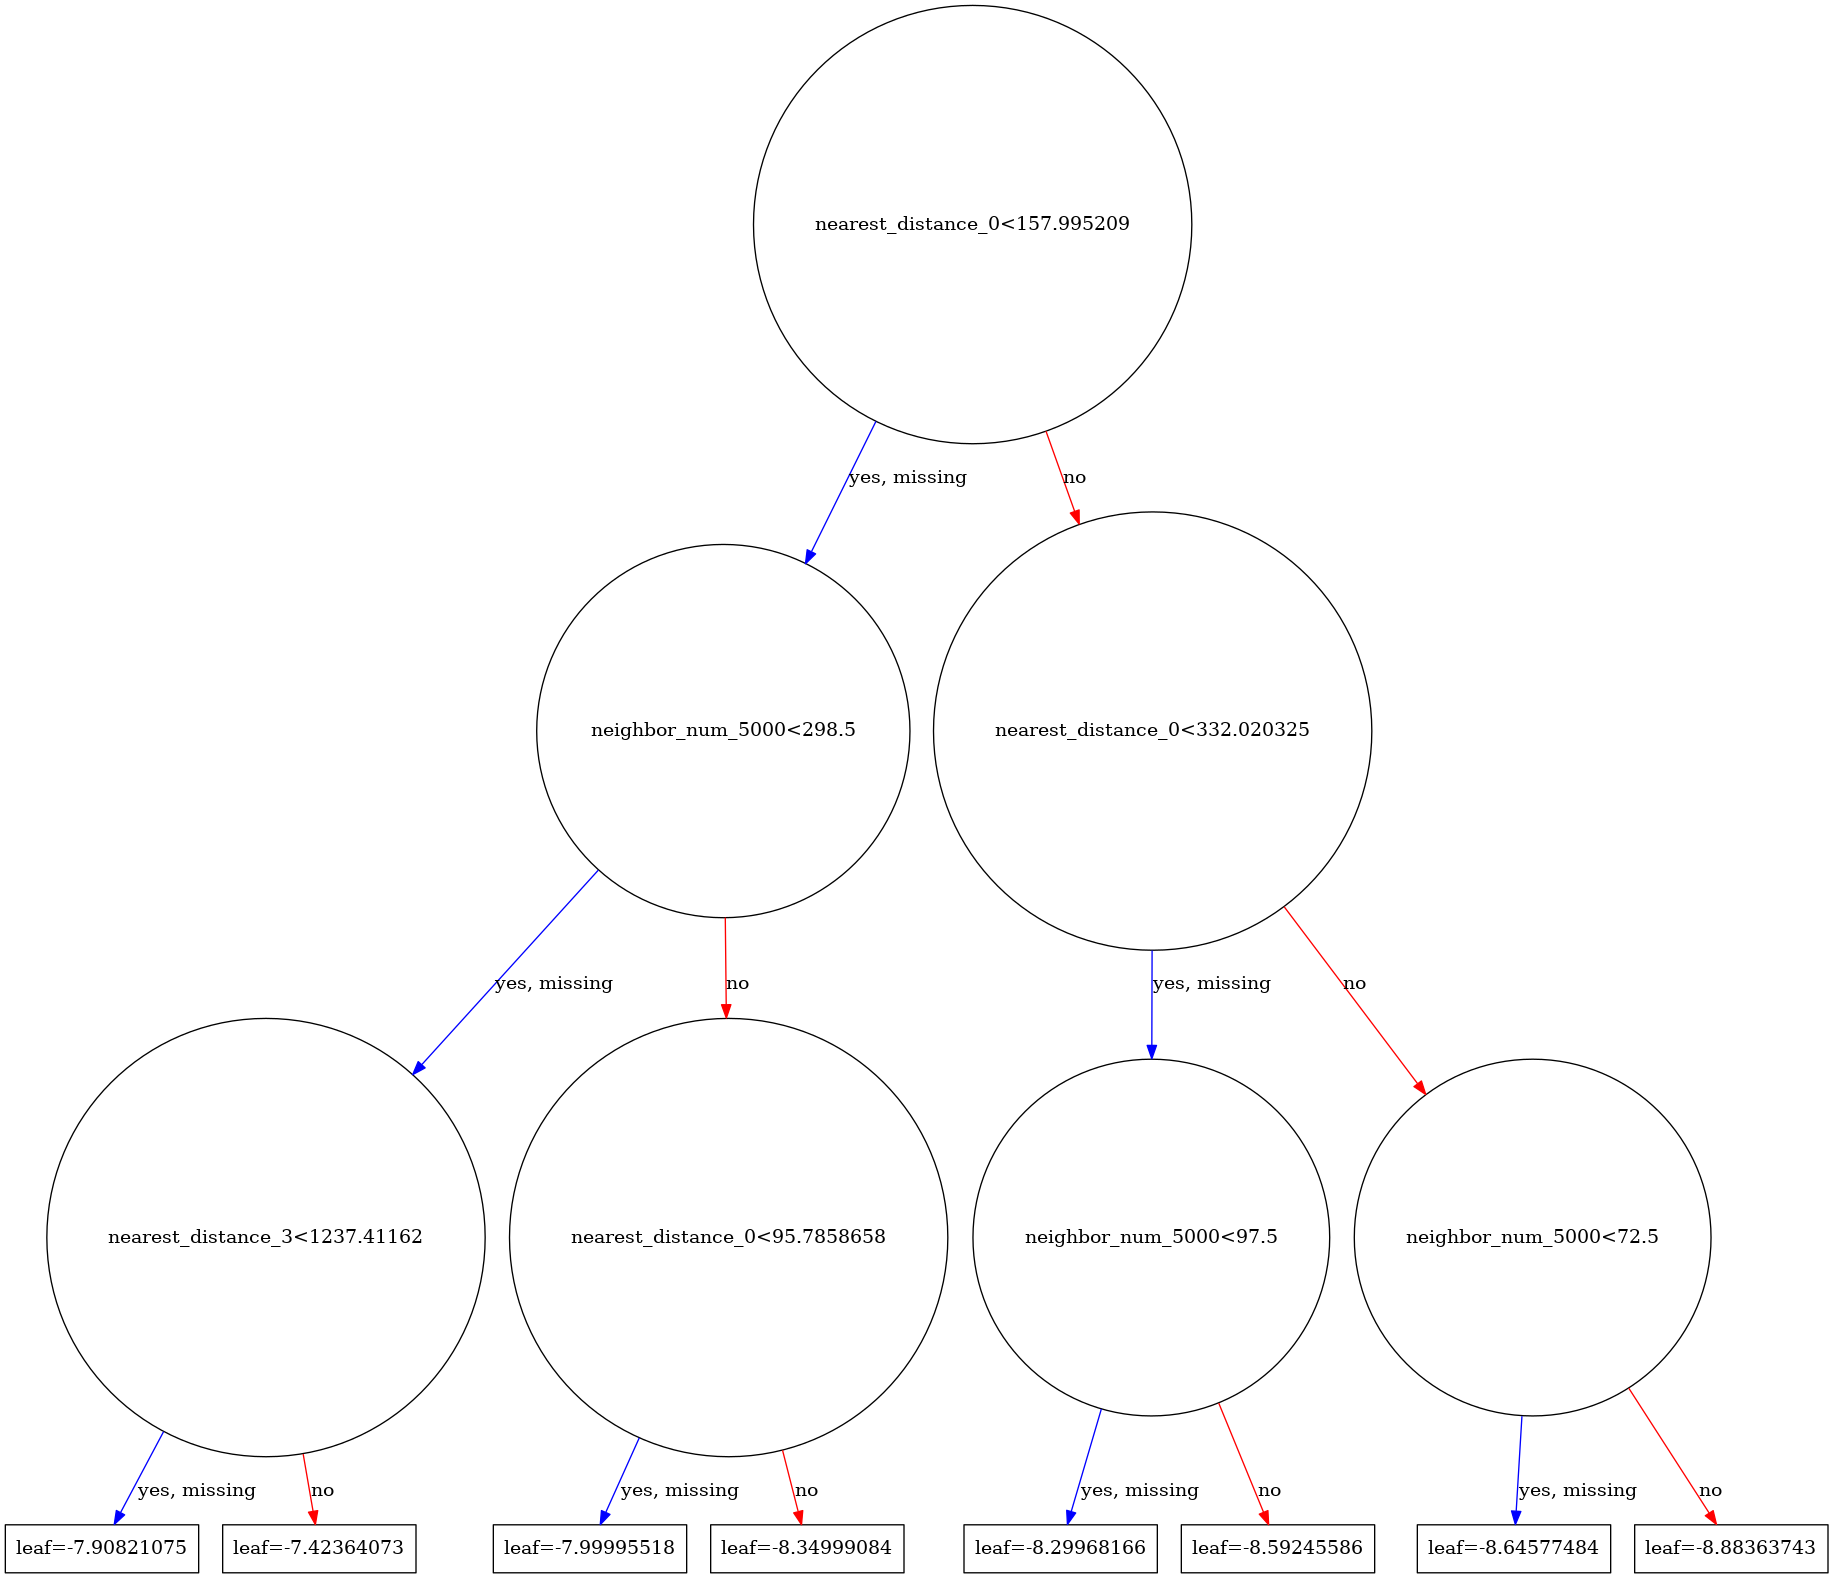 nearest_distance_0<157.995209
yes, missing
no
neighbor_num_5000<298.5
nearest_distance_0<332.020325
yes, missing
no
yes, missing
no
nearest_distance_3<1237.41162
nearest_distance_0<95.7858658
neighbor_num_5000<97.5
neighbor_num_5000<72.5
yes, missing
no
yes, missing
no
yes, missing
no
yes, missing
no
leaf=-7.90821075
leaf=-7.42364073
leaf=-7.99995518
leaf=-8.34999084
leaf=-8.29968166
leaf=-8.59245586
leaf=-8.64577484
leaf=-8.88363743